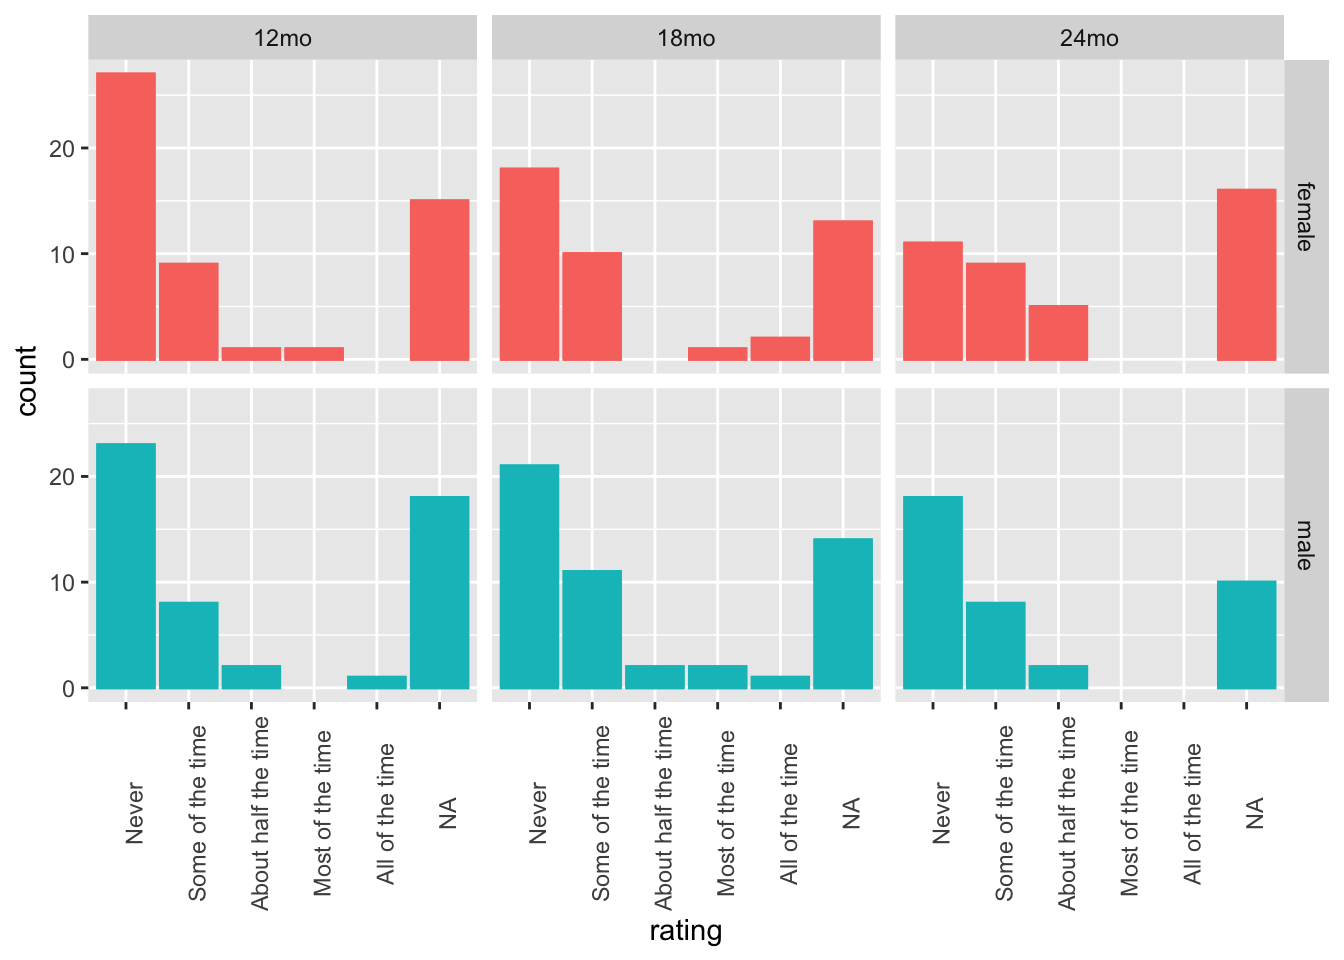 12mo
18mo
24mo
20
10
0
female
20
10
0
male
count
Never
Some of the time
About half the time
Most of the time
All of the time
NA
Never
Some of the time
About half the time
Most of the time
All of the time
NA
Never
Some of the time
About half the time
Most of the time
All of the time
NA
rating